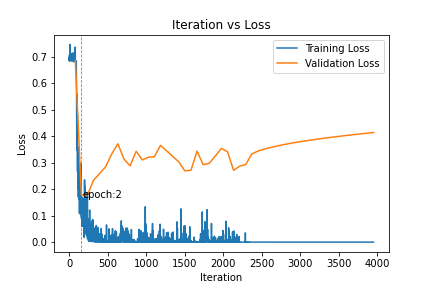 Iteration vs Loss
Training Loss
Validation Loss
0.7
0.6
0.5
0.4
0.3
0.2
0.1
0.0
Loss
epoch:2
0 500 1000 1500 2000 2500 3000 3500 4000
Iteration